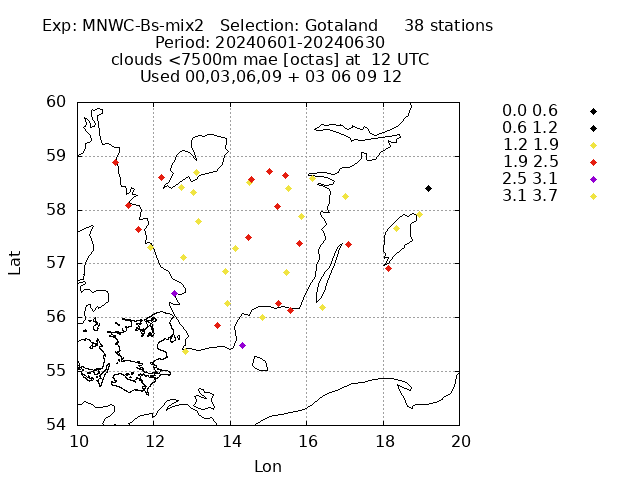 Exp: MNWC-Bs-mix2 Selection: Gotaland 38 stations
Period: 20240601-20240630
clouds <7500m mae [octas] at 12 UTC
Used 00,03,06,09 + 03 06 09 12
0.0 0.6
0.6 1.2
1.2 1.9
1.9 2.5
2.5 3.1
3.1 3.7
60
59
58
57
56
55
54
Lat
10 12 14 16 18 20
Lon